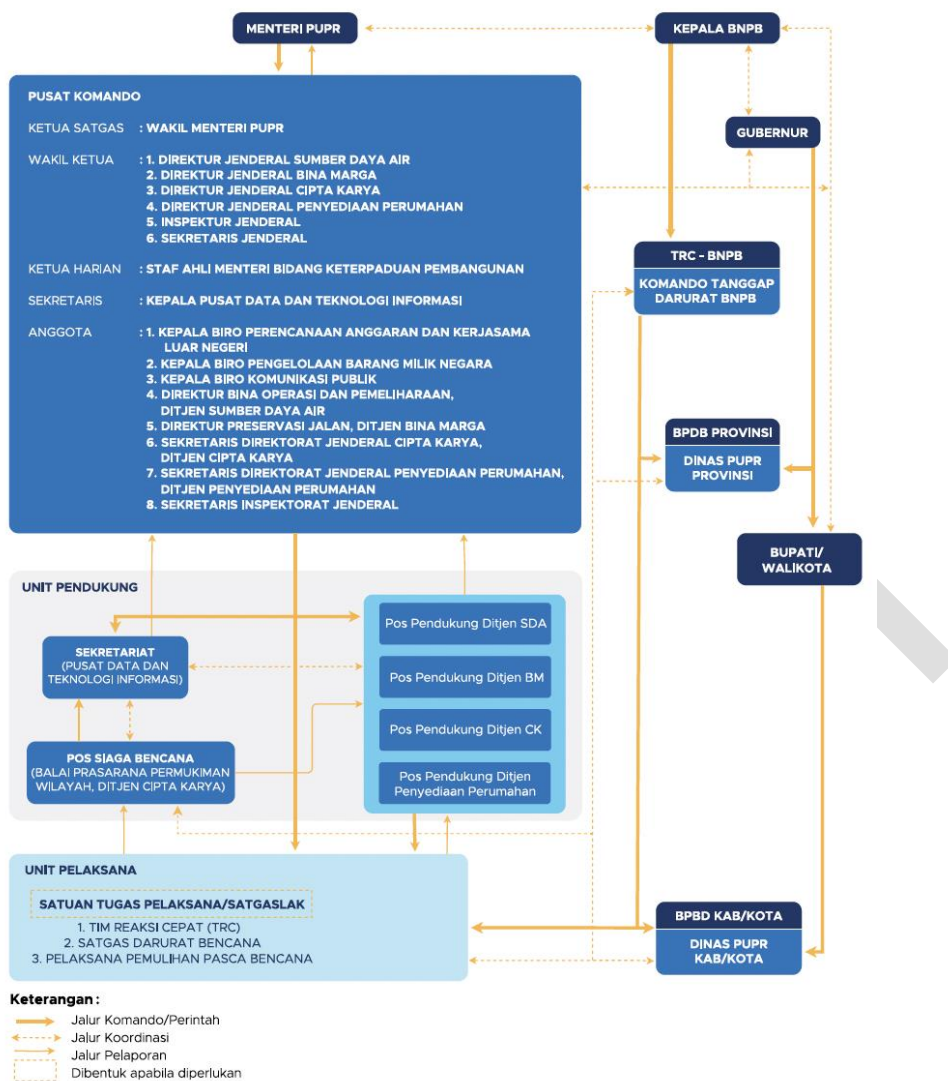 MENTERI PUPR
KEPALA BNPB
GUBERNUR
PUSAT KOMANDO
KETUA SATGAS : WAKIL MENTERI PUPR
WAKIL KETUA : 1. DIREKTUR JENDERAL SUMBER DAYA AIR
2. DIREKTUR JENDERAL BINA MARGA
3. DIREKTUR JENDERAL CIPTA KARYA
4. DIREKTUR JENDERAL PENYEDIAAN PERUMAHAN
5. INSPEKTUR JENDERAL
6. SEKRETARIS JENDERAL
KETUA HARIAN : STAF AHLI MENTERI BIDANG KETERPADUAN PEMBANGUNAN
SEKRETARIS : KEPALA PUSAT DATA DAN TEKNOLOGI INFORMASI
ANGGOTA : 1. KEPALA BIRO PERENCANAAN ANGGARAN DAN KERJASAMA
LUAR NEGERI
2. KEPALA BIRO PENGELOLAAN BARANG MILIK NEGARA
3. KEPALA BIRO KOMUNIKASI PUBLIK
4. DIREKTUR BINA OPERASI DAN PEMELIHARAAN,
DITJEN SUMBER DAYA AIR
5. DIREKTUR PRESERVASI JALAN, DITJEN BINA MARGA
6. SEKRETARIS DIREKTORAT JENDERAL CIPTA KARYA,
DITJEN CIPTA KARYA
7. SEKRETARIS DIREKTORAT JENDERAL PENYEDIAAN PERUMAHAN,
DITJEN PENYEDIAAN PERUMAHAN
8. SEKRETARIS INSPEKTORAT JENDERAL
TRC - BNPB
KOMANDO TANGGAP
DARURAT BNPB
BPDB PROVINSI
DINAS PUPR
PROVINSI
BUPATI/
WALIKOTA
UNIT PENDUKUNG
SEKRETARIAT
(PUSAT DATA DAN
TEKNOLOGI INFORMASI)
POS SIAGA BENCANA
(BALAI PRASARANA PERMUKIMAN
WILAYAH, DITJEN CIPTA KARYA)
Pos Pendukung Ditjen SDA
Pos Pendukung Ditjen BM
Pos Pendukung Ditjen CK
Pos Pendukung Ditjen
Penyediaan Perumahan
UNIT PELAKSANA
SATUAN TUGAS PELAKSANA/SATGASLAK
1. TIM REAKSI CEPAT (TRC)
2. SATGAS DARURAT BENCANA
3. PELAKSANA PEMULIHAN PASCA BENCANA
BPBD KAB/KOTA
DINAS PUPR
KAB/KOTA
Keterangan :
Jalur Komando/Perintah
Jalur Koordinasi
Jalur Pelaporan
Dibentuk apabila diperlukan